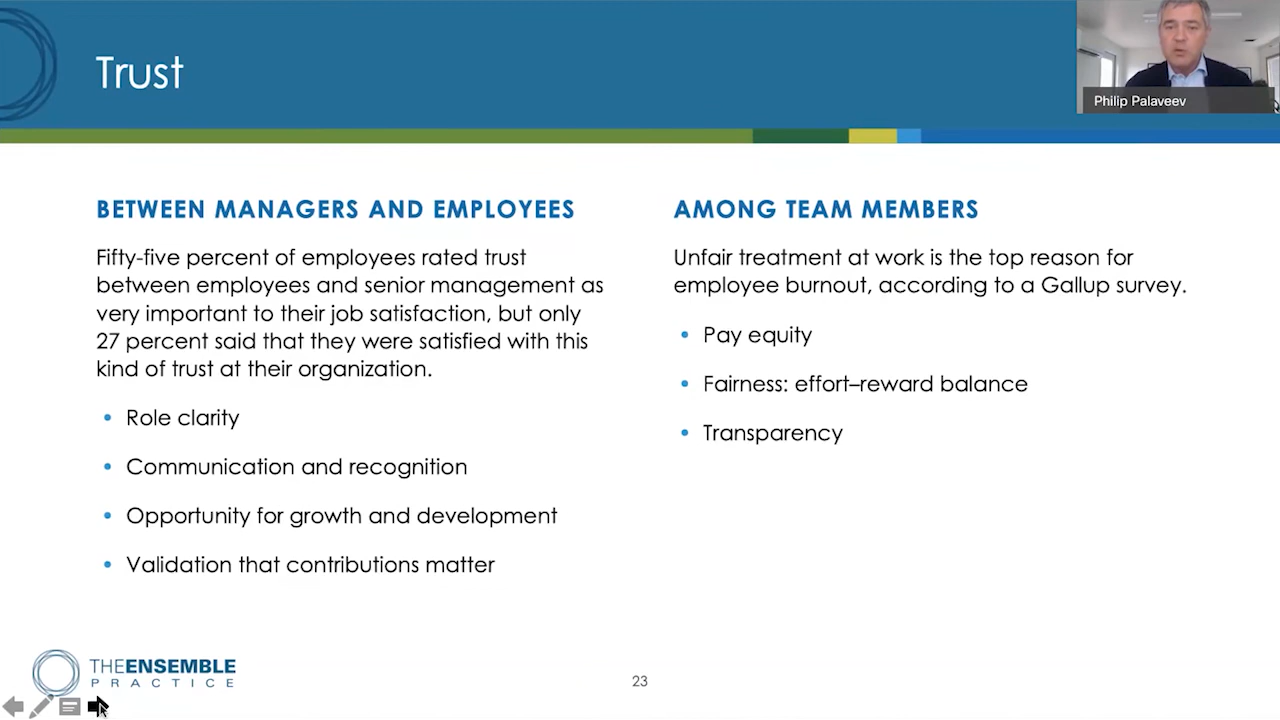 Trust
Philip Palaveev
BETWEEN MANAGERS AND EMPLOYEES
Fifty-five percent of employees rated trust
between employees and senior management as
very important to their job satisfaction, but only
27 percent said that they were satisfied with this
kind of trust at their organization.
• Role clarity
• Communication and recognition
• Opportunity for growth and development
• Validation that contributions matter
AMONG TEAM MEMBERS
Unfair treatment at work is the top reason for
employee burnout, according to a Gallup survey.
• Pay equity
• Fairness: effort–reward balance
• Transparency
THEENSEMBLE
PRACTICE
23